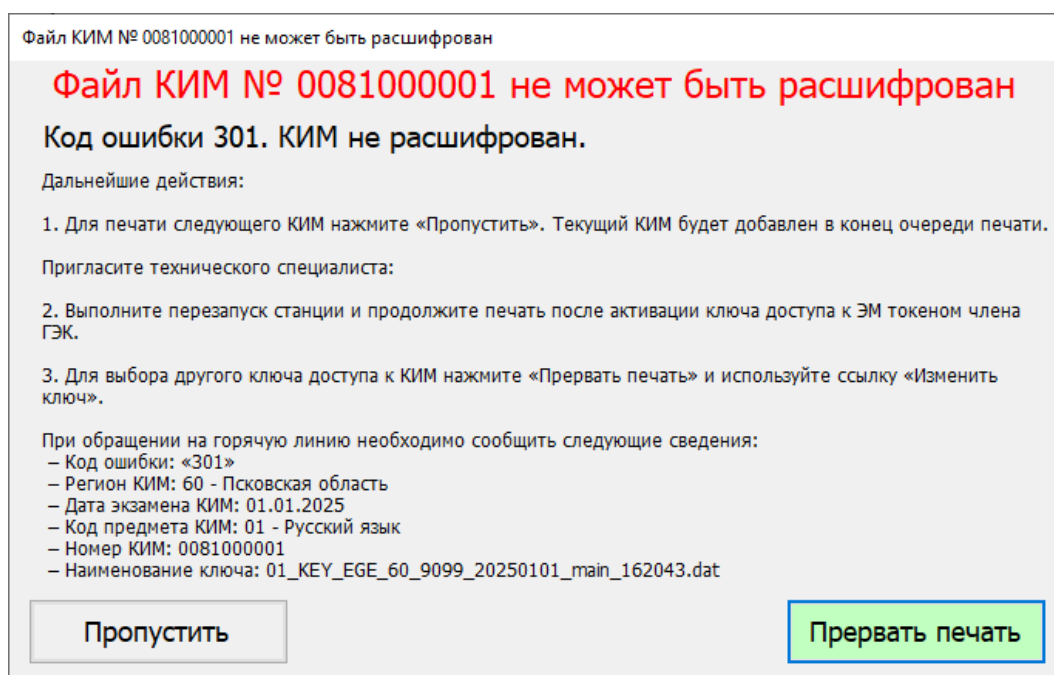 Файл КИМ № 0081000001 не может быть расшифрован
Файл КИМ № 0081000001 не может быть расшифрован
Код ошибки 301. КИМ не расшифрован.
Дальнейшие действия:
1. Для печати следующего КИМ нажмите «Пропустить». Текущий КИМ будет добавлен в конец очереди печати.
Пригласите технического специалиста:
2. Выполните перезапуск станции и продолжите печать после активации ключа доступа к ЭМ токеном члена
ГЭК.
3. Для выбора другого ключа доступа к КИМ нажмите «Прервать печать» и используйте ссылку «Изменить
ключ».
При обращении на горячую линию необходимо сообщить следующие сведения:
– Код ошибки: «301»
– Регион КИМ: 60 - Псковская область
– Дата экзамена КИМ: 01.01.2025
– Код предмета КИМ: 01 - Русский язык
– Номер КИМ: 0081000001
– Наименование ключа: 01_KEY_EGE_60_9099_20250101_main_162043.dat
Пропустить
Прервать печать